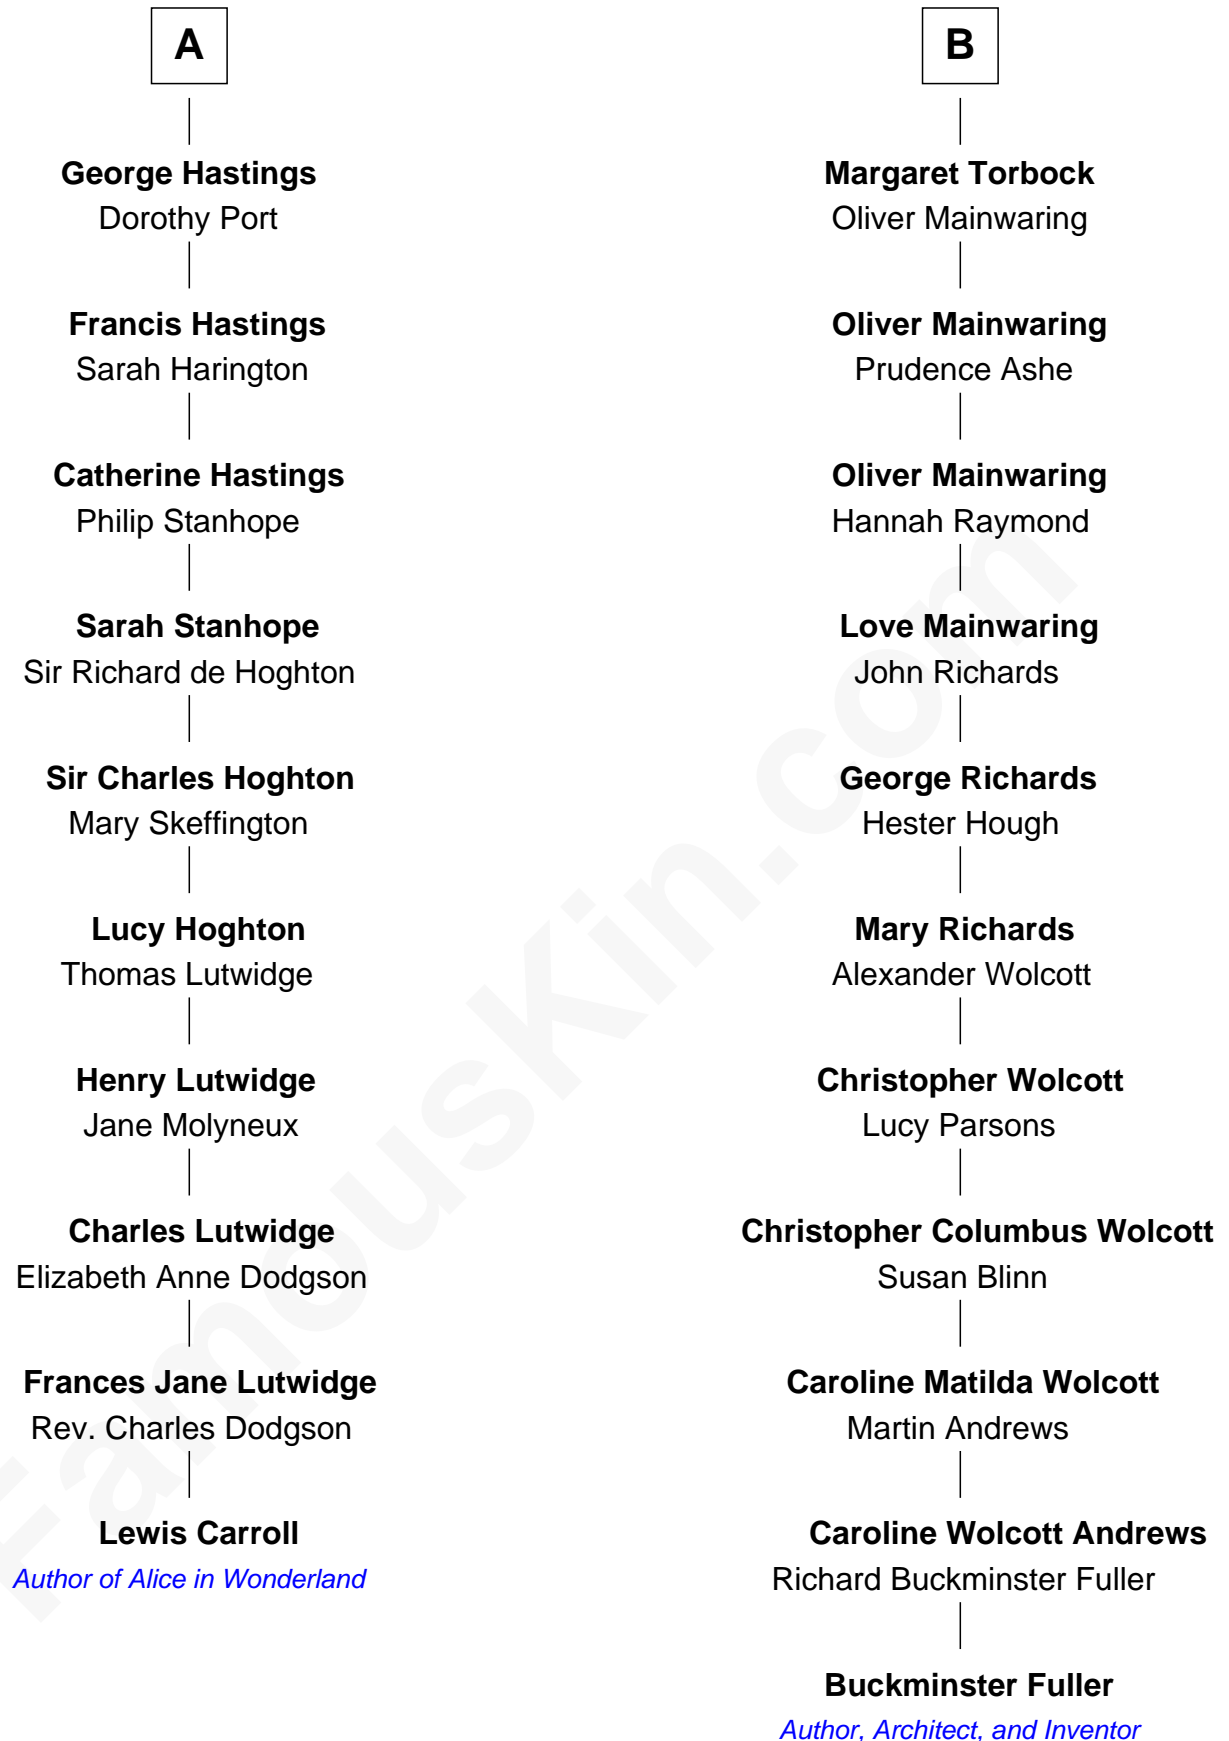 A
George Hastings
Dorothy Port
Francis Hastings
Sarah Harington
Catherine Hastings
Philip Stanhope
Sarah Stanhope
Sir Richard de Hoghton
Sir Charles Hoghton
Mary Skeffington
Lucy Hoghton
Thomas Lutwidge
Henry Lutwidge
Jane Molyneux
Charles Lutwidge
Elizabeth Anne Dodgson
Frances Jane Lutwidge
Rev. Charles Dodgson
Lewis Carroll
Author of Alice in Wonderland
B
Margaret Torbock
Oliver Mainwaring
Oliver Mainwaring
Prudence Ashe
Oliver Mainwaring
Hannah Raymond
Love Mainwaring
John Richards
George Richards
Hester Hough
Mary Richards
Alexander Wolcott
Christopher Wolcott
Lucy Parsons
Christopher Columbus Wolcott
Susan Blinn
Caroline Matilda Wolcott
Martin Andrews
Caroline Wolcott Andrews
Richard Buckminster Fuller
Buckminster Fuller
Author, Architect, and Inventor
FamousKin.com